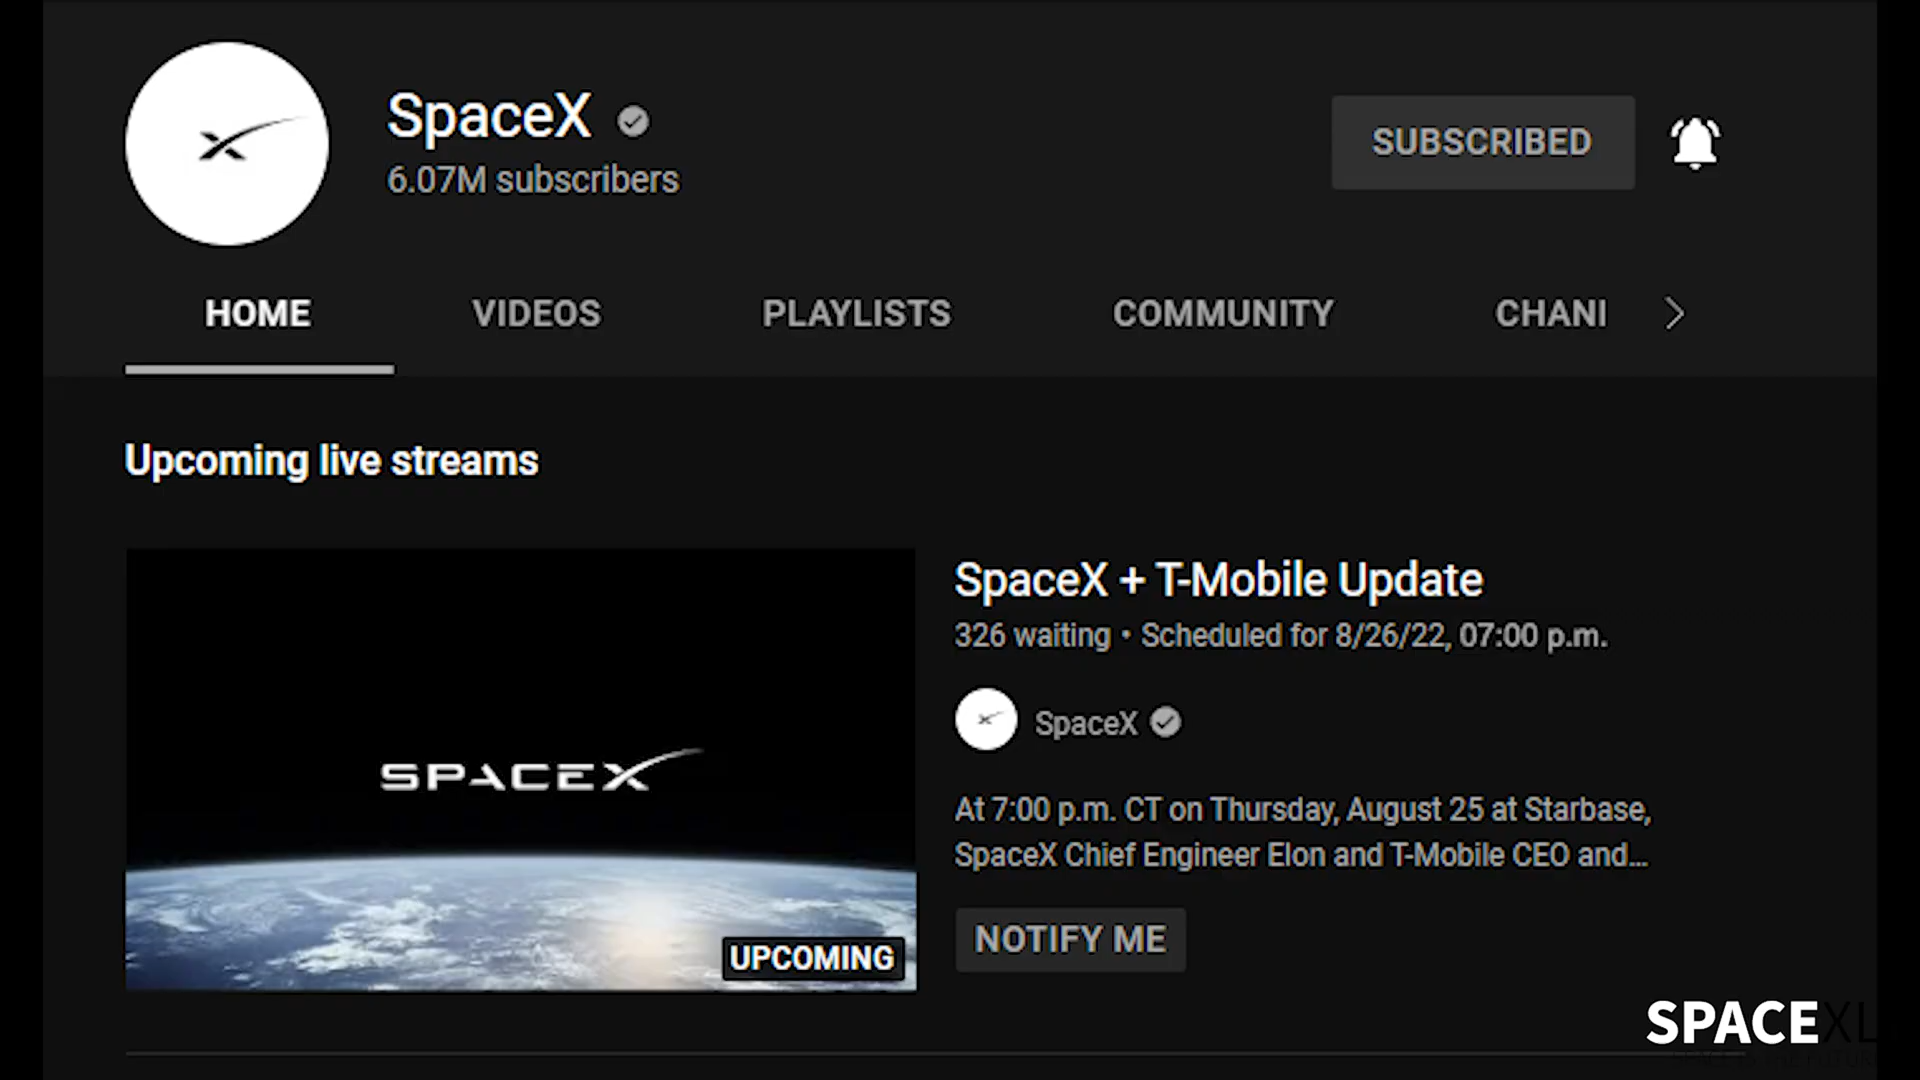 SpaceX
6.07M subscribers
SUBSCRIBED
HOME VIDEOS PLAYLISTS COMMUNITY CHANI
Upcoming live streams
SPACEX
UPCOMING
SpaceX + T-Mobile Update
326 waiting • Scheduled for 8/26/22, 07:00 p.m.
SpaceX
At 7:00 p.m. CT on Thursday, August 25 at Starbase,
SpaceX Chief Engineer Elon and T-Mobile CEO and...
NOTIFY ME
SPACEXL